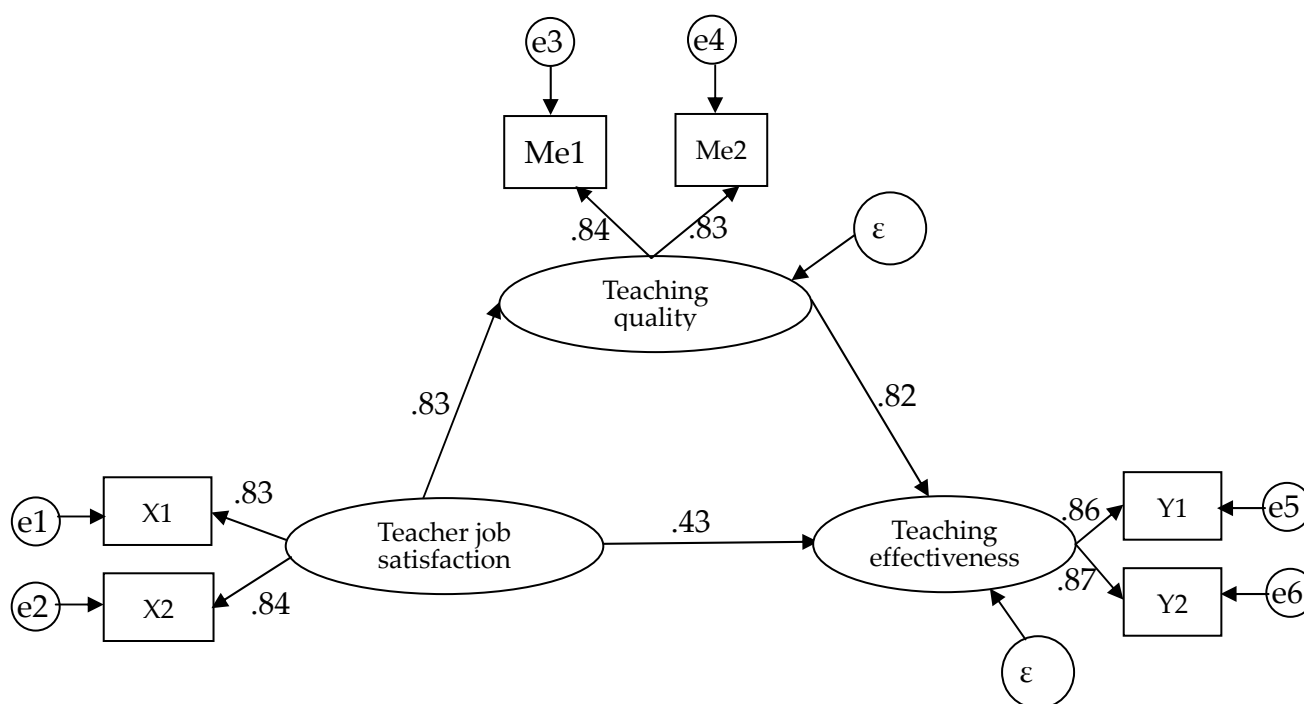 e3
e4
Me1
Me2
.84
.83
ε
Teaching
quality
.83
.82
e1
X1
.83
Teacher job
satisfaction
.43
Teaching
effectiveness
.86
Y1
e5
e2
X2
.84
.87
Y2
e6
ε